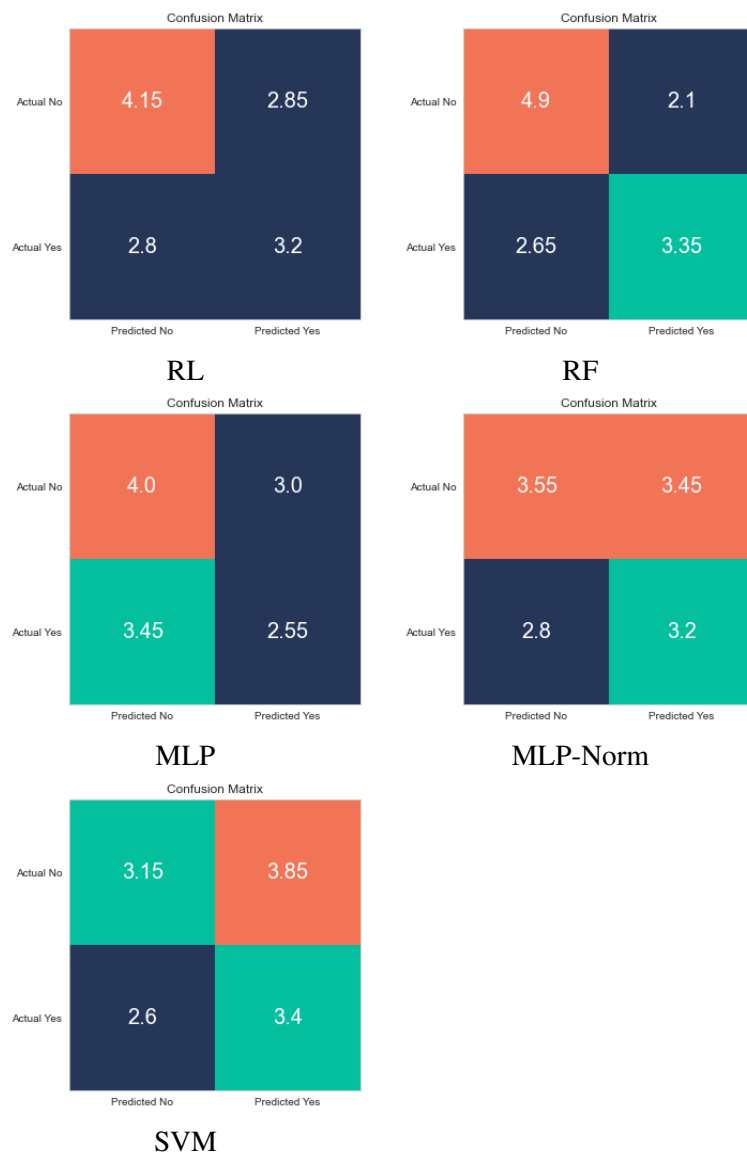 Confusion Matrix
Actual No
4.15
2.85
Actual Yes
2.8
3.2
Predicted No
Predicted Yes
RL
Confusion Matrix
Actual No
4.9
2.1
Actual Yes
2.65
3.35
Predicted No
Predicted Yes
RF
Confusion Matrix
Actual No
4.0
3.0
Actual Yes
3.45
2.55
Predicted No
Predicted Yes
MLP
Confusion Matrix
Actual No
3.55
3.45
Actual Yes
2.8
3.2
Predicted No
Predicted Yes
MLP-Norm
Confusion Matrix
Actual No
3.15
3.85
Actual Yes
2.6
3.4
Predicted No
Predicted Yes
SVM